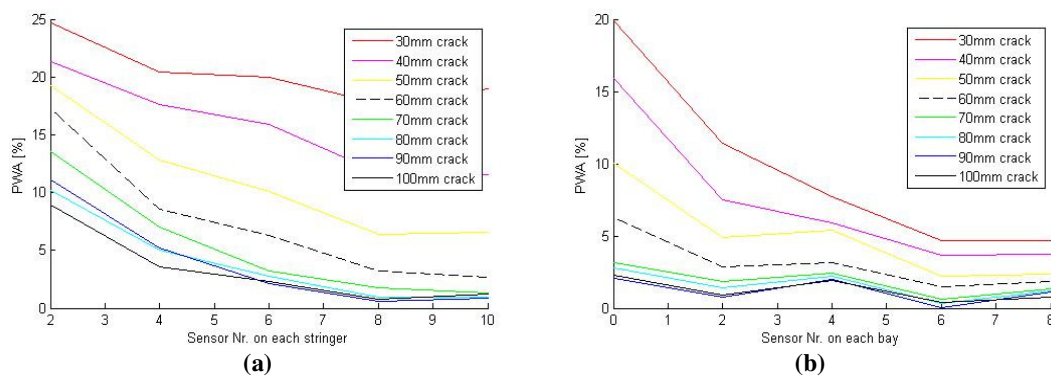 25
20
15
10
5
0
PWA [%]
2 3 4 5 6 7 8 9 10
Sensor Nr. on each stringer
30mm crack
40mm crack
50mm crack
60mm crack
70mm crack
80mm crack
90mm crack
100mm crack
(a)
20
15
10
5
0
PWA [%]
0 1 2 3 4 5 6 7 8
Sensor Nr. on each bay
30mm crack
40mm crack
50mm crack
60mm crack
70mm crack
80mm crack
90mm crack
100mm crack
(b)